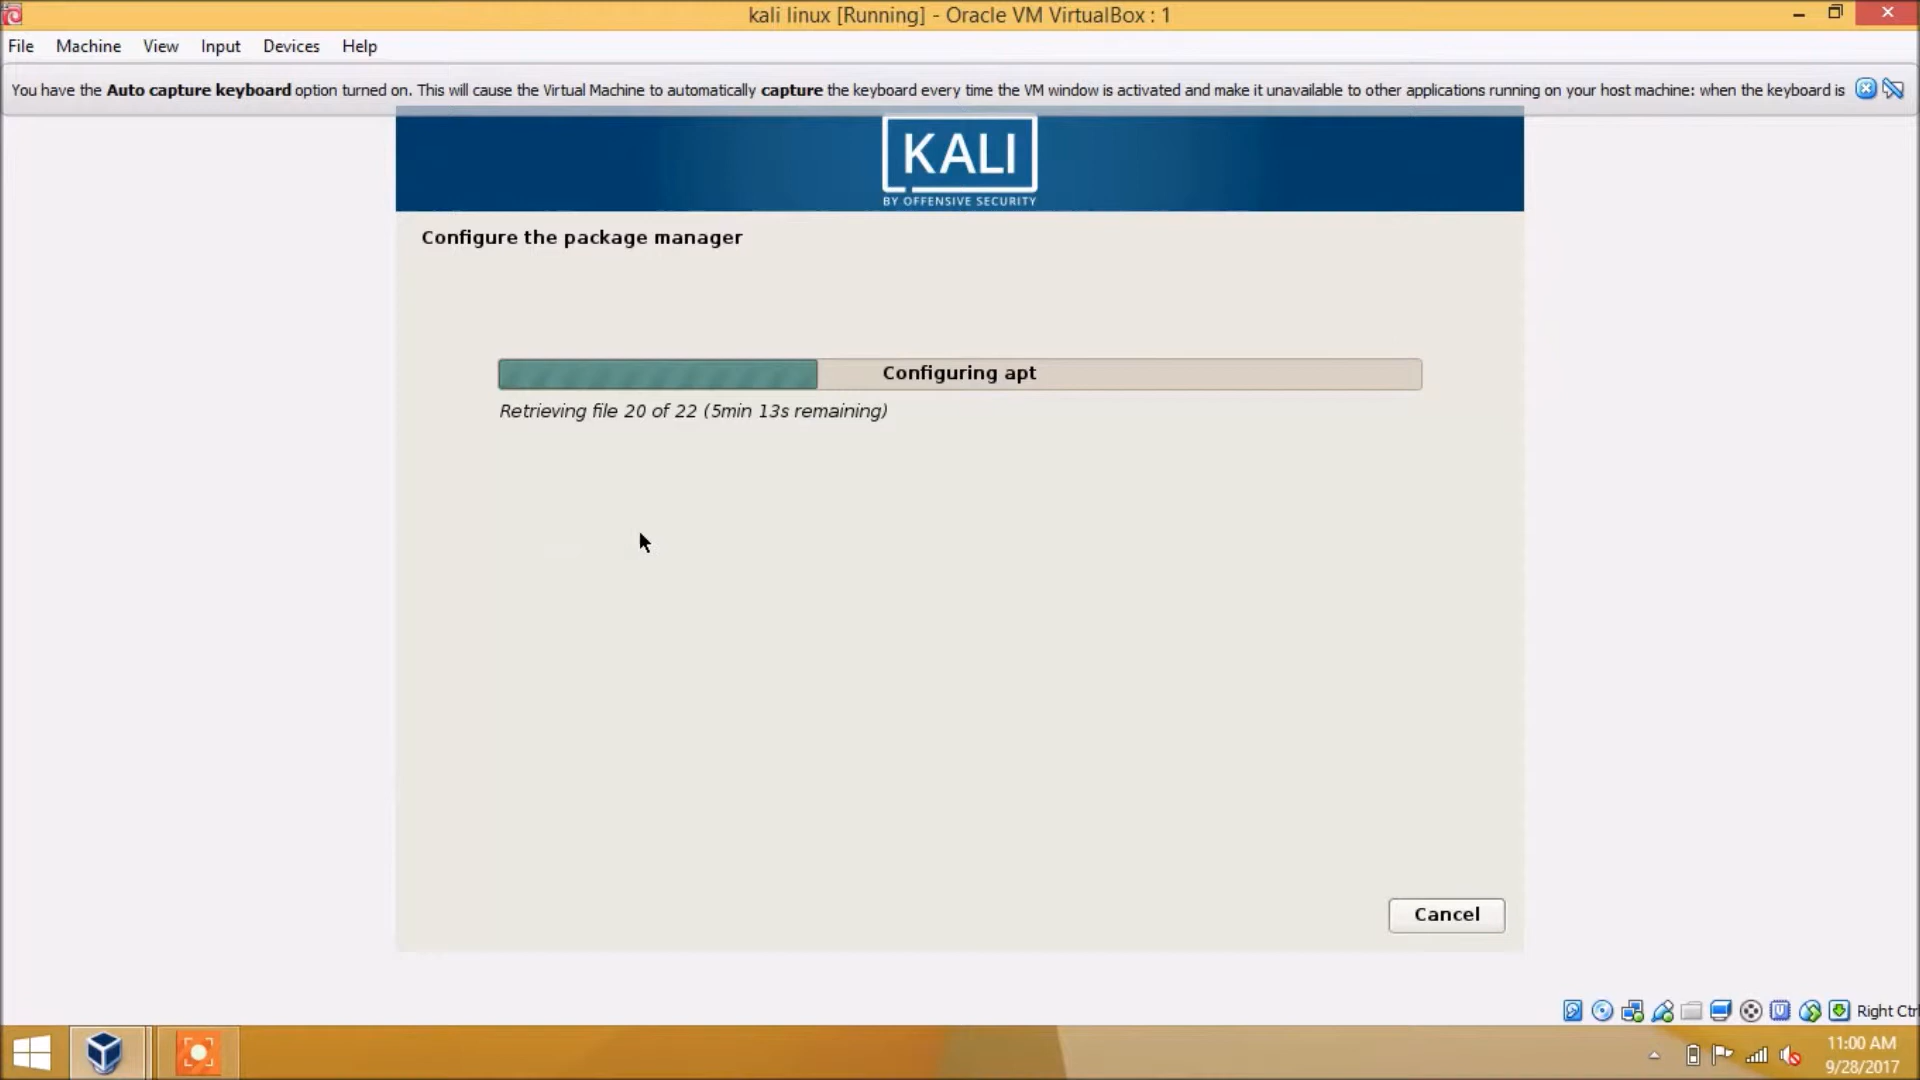 kali linux [Running] - Oracle VM VirtualBox : 1
File Machine View Input Devices Help
You have the Auto capture keyboard option turned on. This will cause the Virtual Machine to automatically capture the keyboard every time the VM window is activated and make it unavailable to other applications running on your host machine: when the keyboard is
KALI
BY OFFENSIVE SECURITY
Configure the package manager
Configuring apt
Retrieving file 20 of 22 (5min 13s remaining)
Cancel
Right Ctrl
11:00 AM
9/28/2017